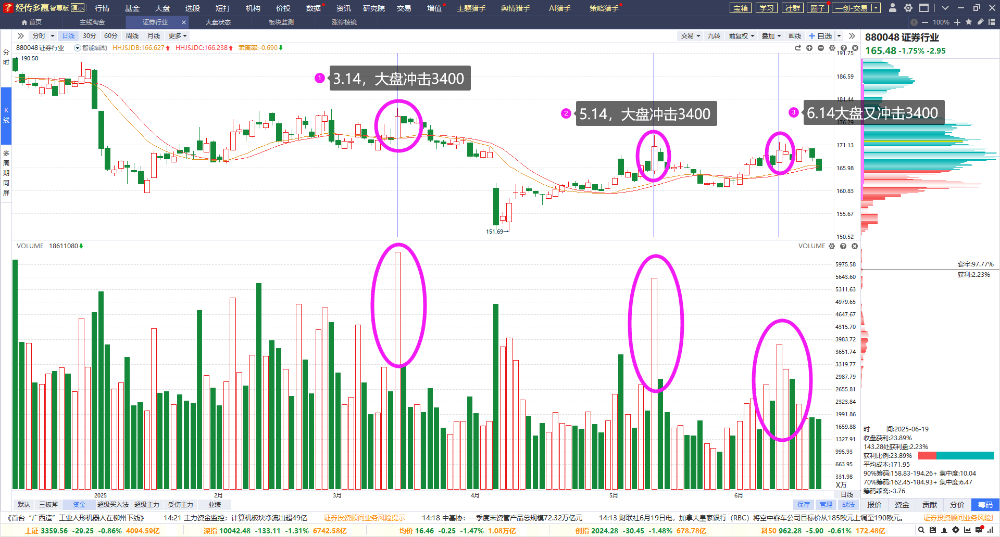 经传多赢 智尊版 演示 行情 基金 大盘 选股 短打 机构 价投 数据 资讯 研究院 交易 增值 主题猎手 舆情猎手 AI猎手 策略猎手 宝箱 学习 社群 圈子 一创-交易
首页 主线淘金 证券行业 大盘状态 板块监测 涨停棱镜 100%
分时 日线 30分 60分 周线 月线 更多 交易 九转 前复权 叠加 画线 自选
880048 证券行业
165.48 -1.75% -2.95
880048 证券行业 智能辅助 HHJSJDB:166.627 HHJSJDC:166.238 乖离率:-0.690
分时
K线
多周期同屏
190.58
1 3.14，大盘冲击3400
2 5.14，大盘冲击3400
3 6.14大盘又冲击3400
151.69
191.75
186.59
181.44
176.29
171.13
165.98
160.83
155.67
150.52
VOLUME 18611080 VOLUME
5975.58
5643.60
5311.63
4979.65
4647.67
4315.70
3983.72
3651.74
3319.77
2987.79
2655.81
2323.84
1991.86
1659.88
1327.91
995.93
663.95
331.98
X万
2025 2月 3月 4月 5月 6月 日线
套牢:97.77%
获利:2.23%
时 间:2025-06-19
收盘获利:23.89%
143.28处获利盘:2.23%
获利比例:23.89%
平均成本:171.95
90%筹码:158.83-194.26+ 集中度:10.04
70%筹码:162.45-184.93+ 集中度:6.47
筹码乖离:-3.76
默认 三板斧 资金 超级买入法 超级主力 受伤主力 业绩 保存 管理 战法 报价 资金 贡献 分价 筹码
《首台“广西造”工业人形机器人在柳州下线》 14:21 主力资金监控：计算机板块净流出超49亿 证券投资顾问业务风险提示 14:18 中基协：一季度末资管产品总规模72.32万亿元 14:13 财联社6月19日电，加拿大皇家银行（RBC）将空中客车公司目标价从185欧元上调至190欧元。 证券投资顾问业务风险
上证 3359.56 -29.25 -0.86% 4094.59亿 深指 10042.48 -133.11 -1.31% 6742.58亿 均价 16.46 -0.25 -1.47% 1.08万亿 创指 2024.28 -30.45 -1.48% 678.78亿 科50 962.28 -5.90 -0.61% 172.48亿